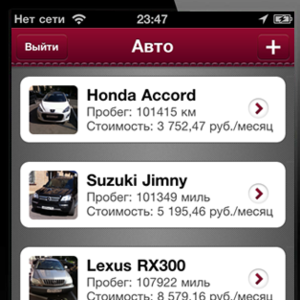 Нет сети 23:47
Выйти Авто +
Honda Accord
Пробег: 101415 км
Стоимость: 3 752,47 руб./месяц
Suzuki Jimny
Пробег: 101349 миль
Стоимость: 5 195,46 руб./месяц
Lexus RX300
Пробег: 107922 миль
Стоимость: 8 579,16 руб./месяц